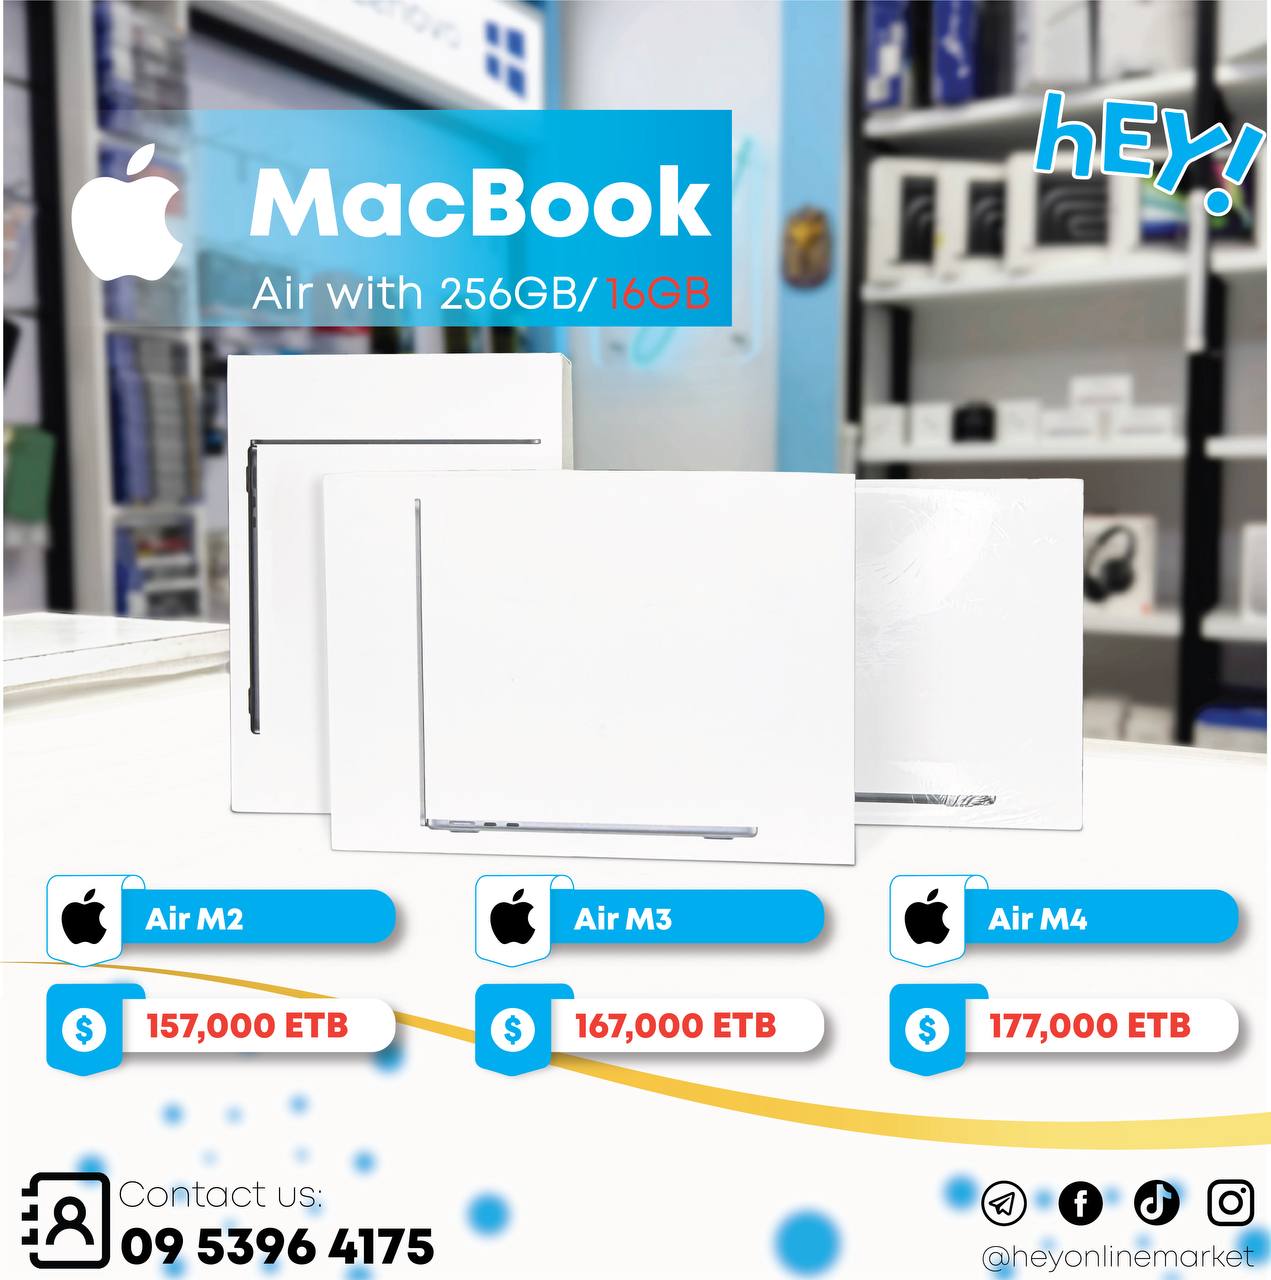 Lenovo
hEY!
MacBook
Air with 256GB/16GB
Air M2
Air M3
Air M4
157,000 ETB
167,000 ETB
177,000 ETB
Contact us:
09 5396 4175
@heyonlinemarket